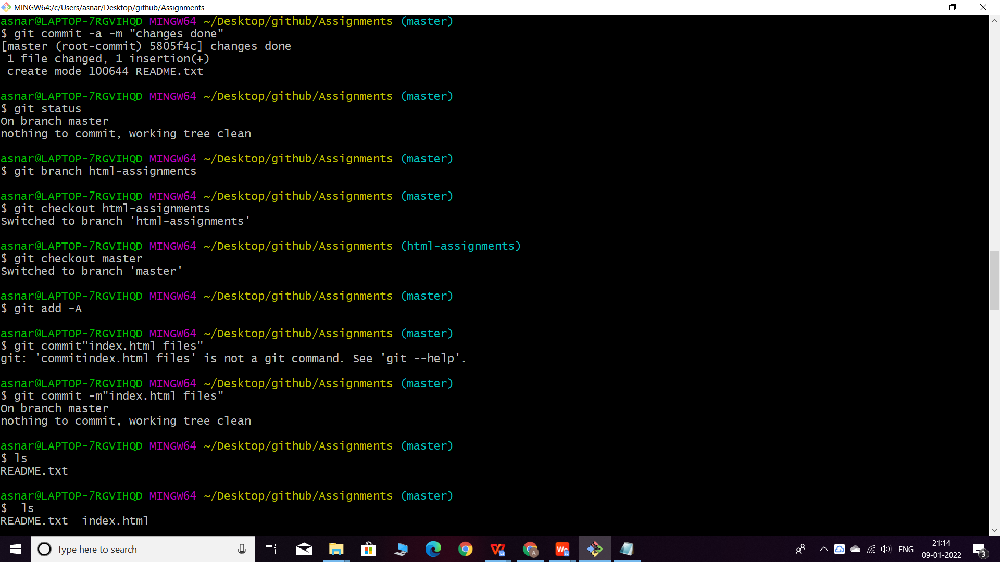 MINGW64:/c/Users/asnar/Desktop/github/Assignments
asnar@LAPTOP-7RGVIHQD MINGW64 ~/Desktop/github/Assignments (master)
$ git commit -a -m "changes done"
[master (root-commit) 5805f4c] changes done
 1 file changed, 1 insertion(+)
 create mode 100644 README.txt
asnar@LAPTOP-7RGVIHQD MINGW64 ~/Desktop/github/Assignments (master)
$ git status
On branch master
nothing to commit, working tree clean
asnar@LAPTOP-7RGVIHQD MINGW64 ~/Desktop/github/Assignments (master)
$ git branch html-assignments
asnar@LAPTOP-7RGVIHQD MINGW64 ~/Desktop/github/Assignments (master)
$ git checkout html-assignments
Switched to branch 'html-assignments'
asnar@LAPTOP-7RGVIHQD MINGW64 ~/Desktop/github/Assignments (html-assignments)
$ git checkout master
Switched to branch 'master'
asnar@LAPTOP-7RGVIHQD MINGW64 ~/Desktop/github/Assignments (master)
$ git add -A
asnar@LAPTOP-7RGVIHQD MINGW64 ~/Desktop/github/Assignments (master)
$ git commit"index.html files"
git: 'commitindex.html files' is not a git command. See 'git --help'.
asnar@LAPTOP-7RGVIHQD MINGW64 ~/Desktop/github/Assignments (master)
$ git commit -m"index.html files"
On branch master
nothing to commit, working tree clean
asnar@LAPTOP-7RGVIHQD MINGW64 ~/Desktop/github/Assignments (master)
$ ls
README.txt
asnar@LAPTOP-7RGVIHQD MINGW64 ~/Desktop/github/Assignments (master)
$  ls
README.txt  index.html
Type here to search
ENG
21:14
09-01-2022
3